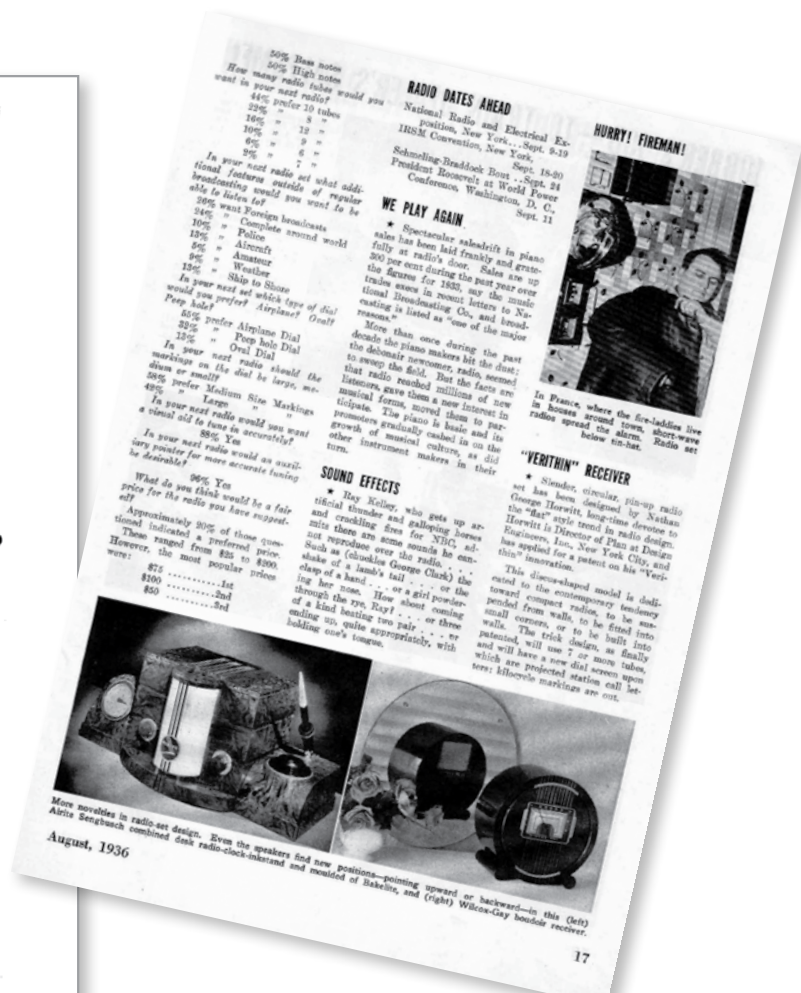 50% Bass notes
50% High notes
How many radio tubes would you
want in your next radio?
44% prefer 10 tubes
22% " 8 "
16% " 12 "
10% " 9 "
6% " 6 "
2% " 7 "
In your next radio set what addi-
tional features outside of regular
broadcasting would you want to be
able to listen to?
26% want Foreign broadcasts
24% " Complete around world
10% " Police
13% " Aircraft
5% " Amateur
9% " Weather
13% " Ship to Shore
In your next set which type of dial
would you prefer? Airplane? Oval?
Peep hole?
55% prefer Airplane Dial
32% " Peep hole Dial
13% " Oval Dial
In your next radio should the
markings on the dial be large, me-
dium or small?
58% prefer Medium Size Markings
42% " Large " "
In your next radio would you want
a visual aid to tune in accurately?
88% Yes
In your next radio would an auxil-
iary pointer for more accurate tuning
be desirable?
96% Yes
What do you think would be a fair
price for the radio you have suggest-
ed?
Approximately 20% of those ques-
tioned indicated a preferred price.
These ranged from $25 to $200.
However, the most popular prices
were:
$75 ...........1st
$100 ..........2nd
$50 ..........3rd
RADIO DATES AHEAD
National Radio and Electrical Ex-
position, New York...Sept. 9-19
IRSM Convention, New York,
Sept. 18-20
Schmeling-Braddock Bout ..Sept. 24
President Roosevelt at World Power
Conference, Washington, D. C.,
Sept. 11
WE PLAY AGAIN
★ Spectacular salesdrift in piano
sales has been laid frankly and grate-
fully at radio's door. Sales are up
300 per cent during the past year over
the figures for 1933, say the music
trades execs in recent letters to Na-
tional Broadcasting Co., and broad-
casting is listed as "one of the major
reasons."
More than once during the past
decade the piano makers bit the dust;
the debonair newcomer, radio, seemed
to sweep the field. But the facts are
that radio reached millions of new
listeners, gave them a new interest in
musical forms, moved them to par-
ticipate. The piano is basic and its
promoters gradually cashed in on the
growth of musical culture, as did
other instrument makers in their
turn.
SOUND EFFECTS
★ Ray Kelley, who gets up ar-
tificial thunder and galloping horses
and crackling fires for NBC, ad-
mits there are some sounds he can-
not reproduce over the radio. . . .
Such as (chuckles George Clark) the
shake of a lamb's tail . . . or the
clasp of a hand . . . or a girl powder-
ing her nose. How about coming
through the rye, Ray! . . . or three
of a kind beating two pair . . . or
ending up, quite appropriately, with
holding one's tongue.
HURRY! FIREMAN!
In France, where the fire-laddies live
in houses around town, short-wave
radios spread the alarm. Radio set
below tin-hat.
"VERITHIN" RECEIVER
★ Slender, circular, pin-up radio
set has been designed by Nathan
George Horwitt, long-time devotee to
the "flat" style trend in radio design.
Horwitt is Director of Plan at Design
Engineers, Inc., New York City, and
has applied for a patent on his "Veri-
thin" innovation.
This discus-shaped model is dedi-
cated to the contemporary tendency
toward compact radios, to be sus-
pended from walls, to be fitted into
small corners, or to be built into
walls. The trick design, as finally
patented, will use 7 or more tubes,
and will have a new dial screen upon
which are projected station call let-
ters; kilocycle markings are out.
More novelties in radio-set design. Even the speakers find new positions—pointing upward or backward—in this (left)
Airite Sengbusch combined desk radio-clock-inkstand and moulded of Bakelite, and (right) Wilcox-Gay boudoir receiver.
August, 1936
17